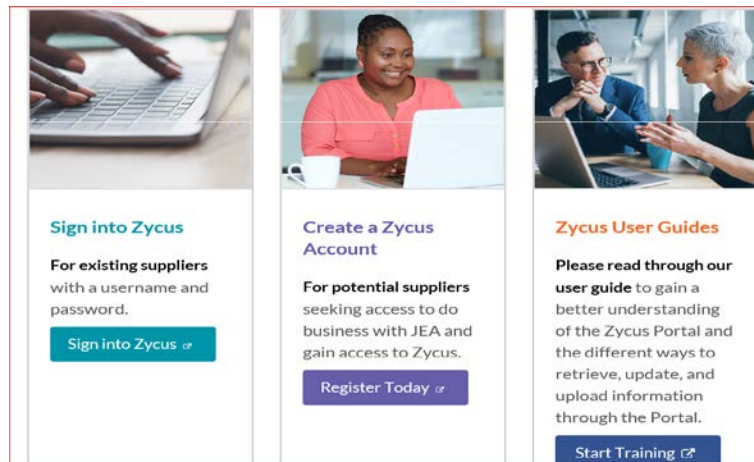 Sign into Zycus
For existing suppliers
with a username and
password.
Sign into Zycus
Create a Zycus
Account
For potential suppliers
seeking access to do
business with JEA and
gain access to Zycus.
Register Today
Zycus User Guides
Please read through our
user guide to gain a
better understanding
of the Zycus Portal and
the different ways to
retrieve, update, and
upload information
through the Portal.
Start Training